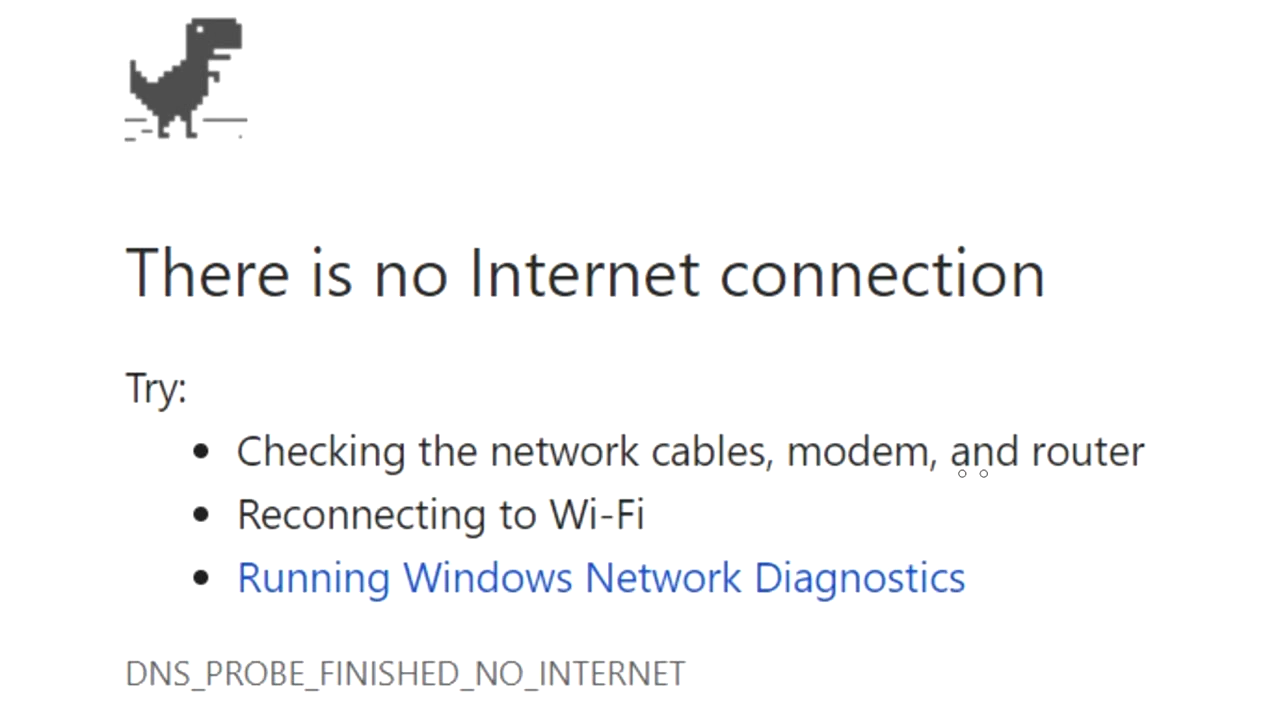 There is no Internet connection
Try:
• Checking the network cables, modem, and router
• Reconnecting to Wi-Fi
• Running Windows Network Diagnostics
DNS_PROBE_FINISHED_NO_INTERNET